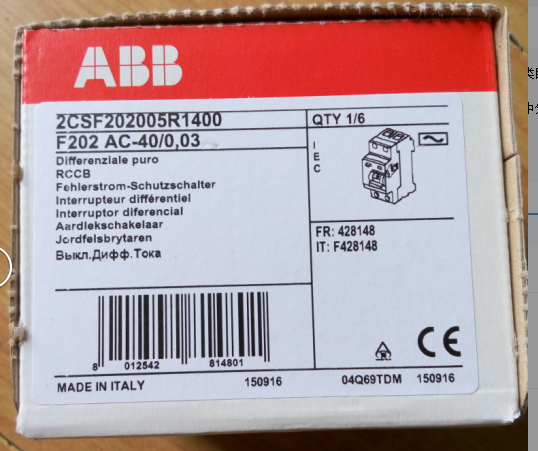 ABB
2CSF202005R1400
QTY 1/6
F202 AC-40/0,03
Differenziale puro
RCCB
Fehlerstrom-Schutzschalter
Interrupteur différentiel
Interruptor diferencial
Aardlekschakelaar
Jordfelsbrytaren
Выкл.Дифф.Тока
I
E
C
FR: 428148
IT: F428148
8 012542 814801
MADE IN ITALY 150916 04Q69TDM 150916
CE